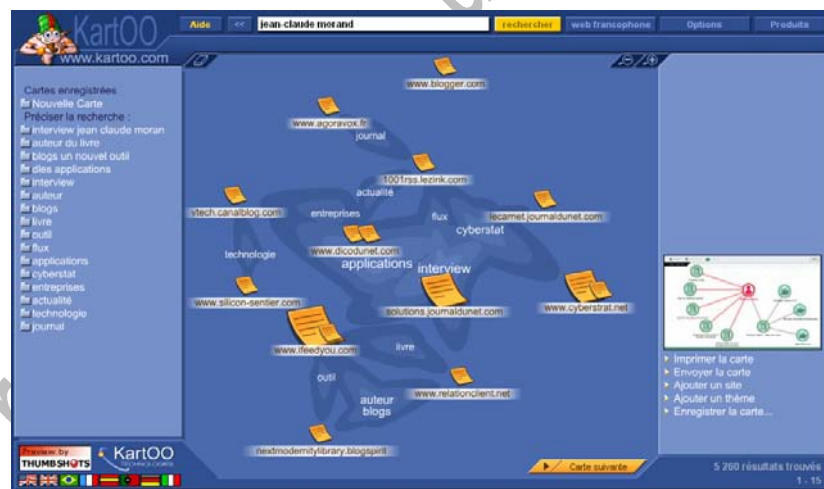 KartOO
www.kartoo.com
Aide
<<
jean-claude morand
rechercher
web francophone
Options
Produits
Cartes enregistrées
Nouvelle Carte
Préciser la recherche :
interview jean claude moran
auteur du livre
blogs un nouvel outil
dles applications
interview
auteur
blogs
livre
outil
flux
applications
cyberstat
entreprises
actualité
technologie
journal
www.blogger.com
www.agoravox.fr
journal
1001rss.lezink.com
actualité
vtech.canalblog.com
entreprises
flux
lecamet.journaldunet.com
cyberstat
www.dicodunet.com
technologie
applications
interview
www.silicon-sentier.com
solutions.journaldunet.com
www.cyberstrat.net
www.ifeedyou.com
livre
outil
www.relationclient.net
auteur
blogs
nextmodernitylibrary.blogspirit
Carte suivante
Imprimer la carte
Envoyer la carte
Ajouter un site
Ajouter un thème
Enregistrer la carte...
Preview by
THUMBSHOTS
KartOO
TECHNOLOGIES
5 260 résultats trouvés
1 - 15